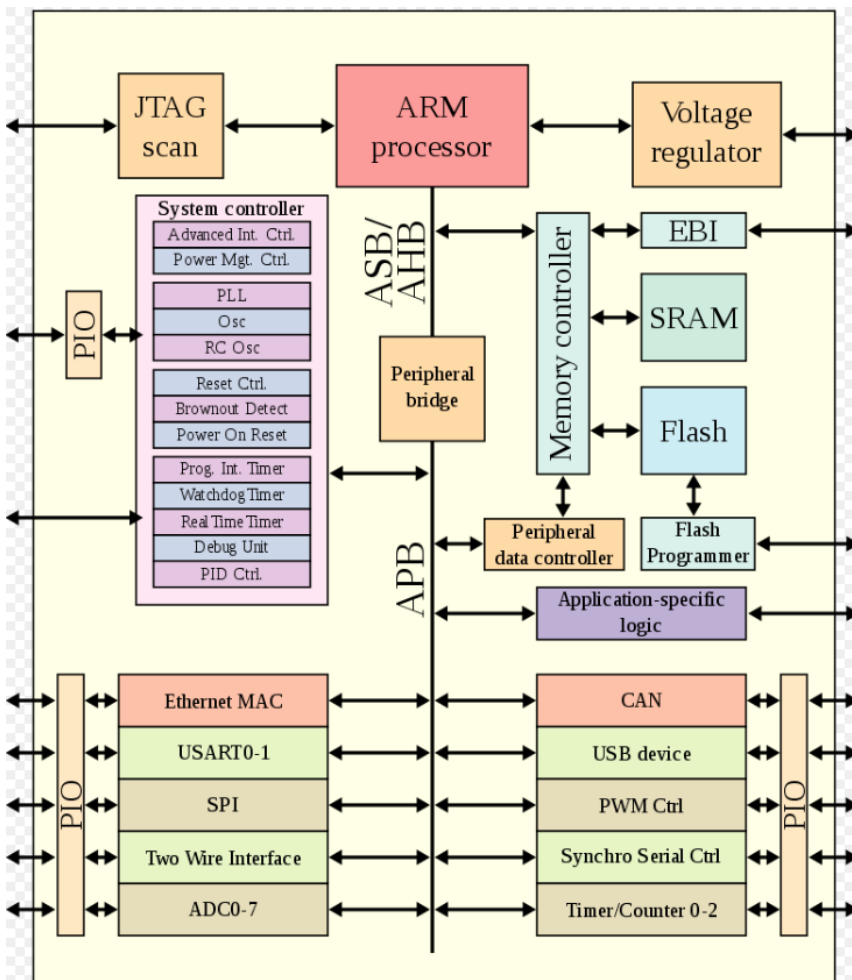 JTAG
scan
ARM
processor
Voltage
regulator
System controller
Advanced Int. Ctrl.
Power Mgt. Ctrl.
PLL
Osc
RC Osc
Reset Ctrl.
Brownout Detect
Power On Reset
Prog. Int. Timer
Watchdog Timer
Real Time Timer
Debug Unit
PID Ctrl.
PIO
ASB/
AHB
Peripheral
bridge
APB
Memory controller
EBI
SRAM
Flash
Peripheral
data controller
Flash
Programmer
Application-specific
logic
PIO
Ethernet MAC
USART0-1
SPI
Two Wire Interface
ADC0-7
CAN
USB device
PWM Ctrl
Synchro Serial Ctrl
Timer/Counter 0-2
PIO